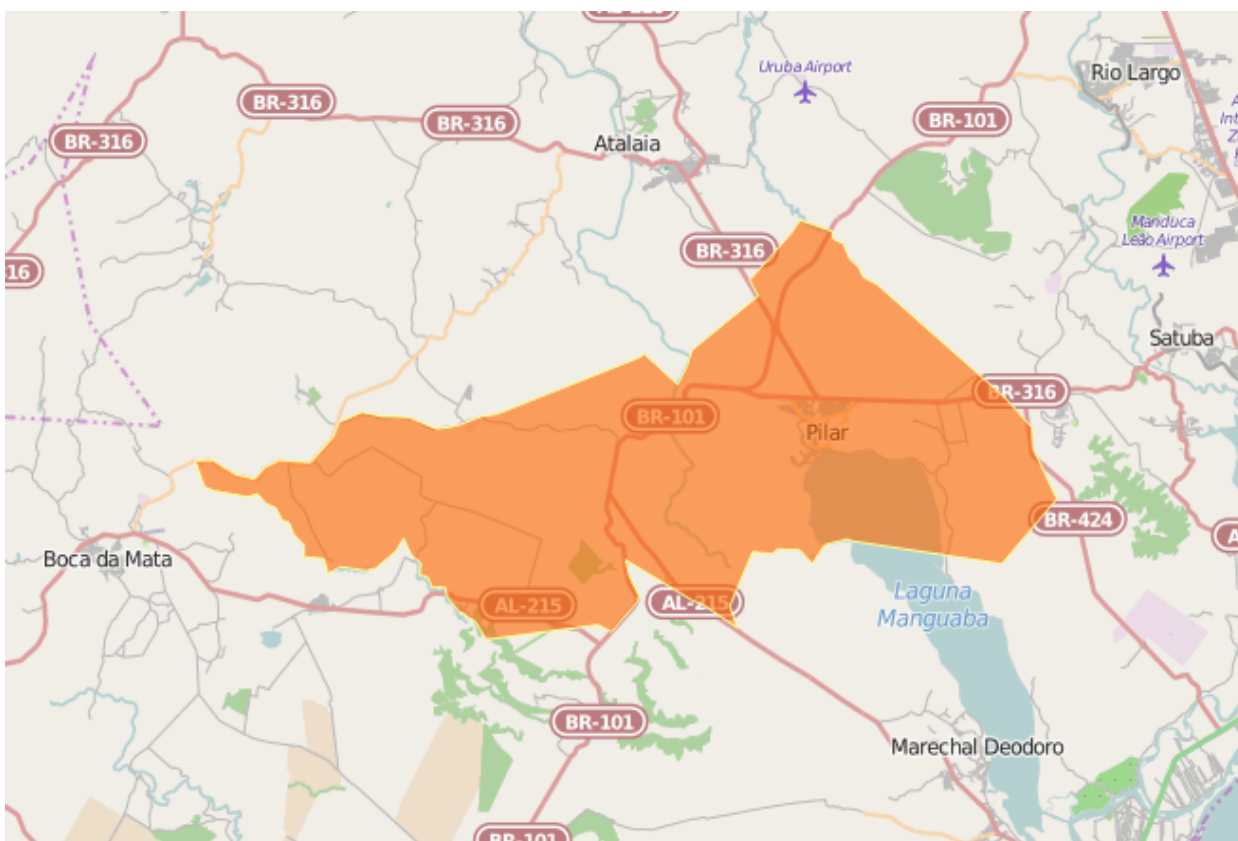 Uruba Airport
Rio Largo
BR-316
BR-316
BR-101
BR-316
Atalaia
Manduca
Leão Airport
BR-316
Satuba
BR-316
BR-101
Pilar
BR-424
Boca da Mata
AL-215
AL-215
Laguna
Manguaba
BR-101
Marechal Deodoro
BR-101